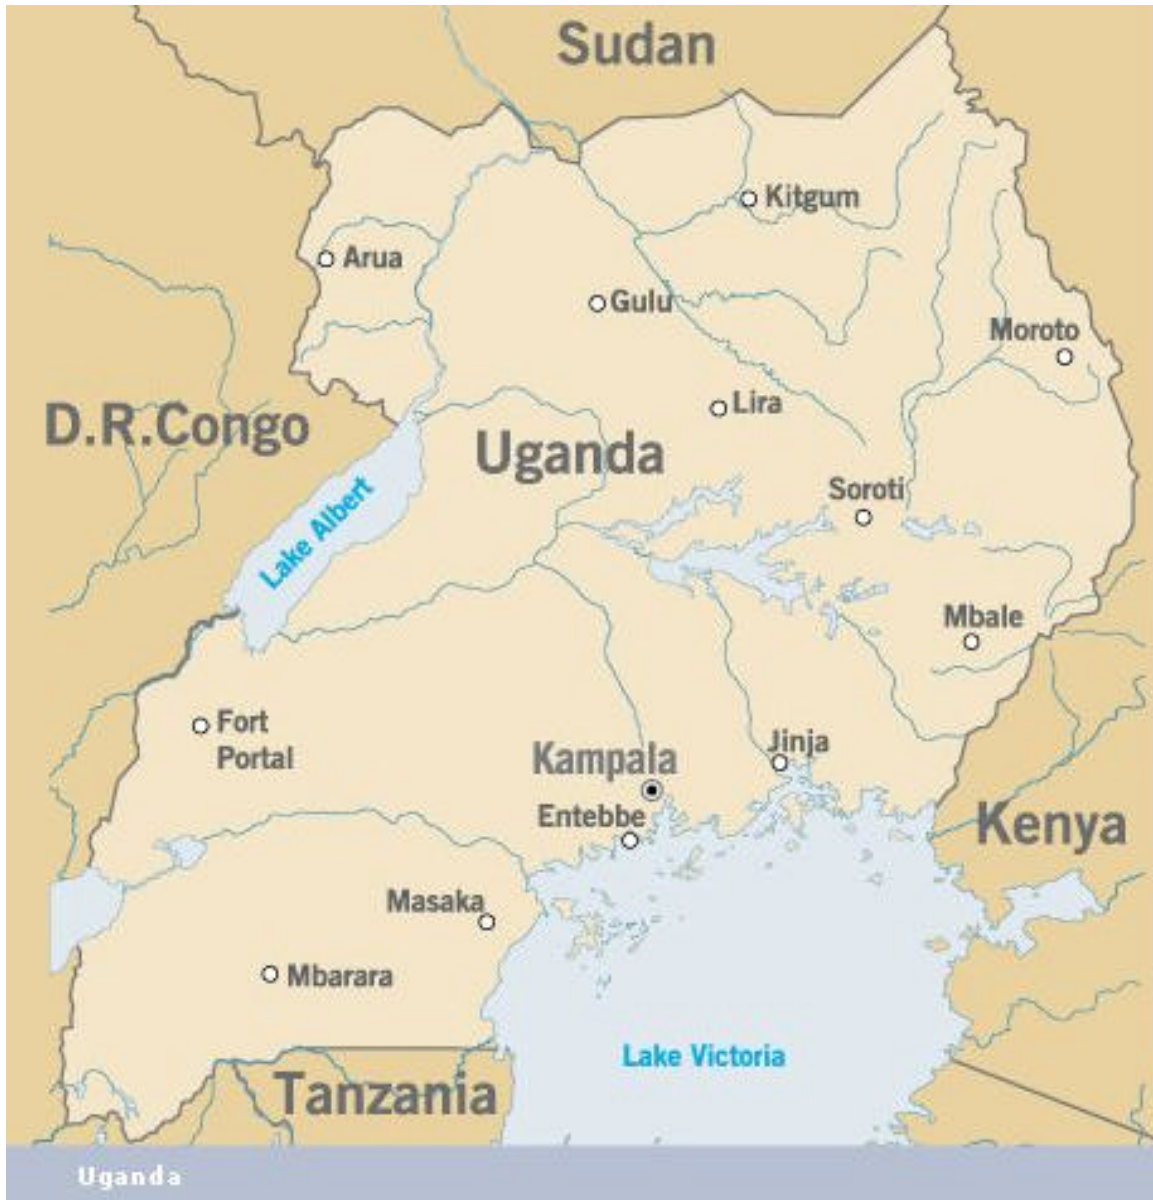 Sudan
Kitgum
Arua
Gulu
Moroto
D.R.Congo
Lira
Uganda
Soroti
Lake Albert
Mbale
Fort
Portal
Jinja
Kampala
Entebbe
Kenya
Masaka
Mbarara
Lake Victoria
Tanzania
Uganda